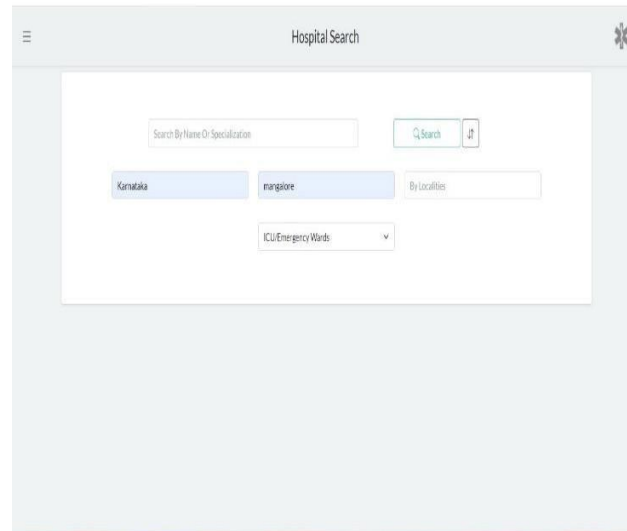 Hospital Search
Search By Name Or Specialization
Search
Karnataka
mangalore
By Localities
ICU/Emergency Wards